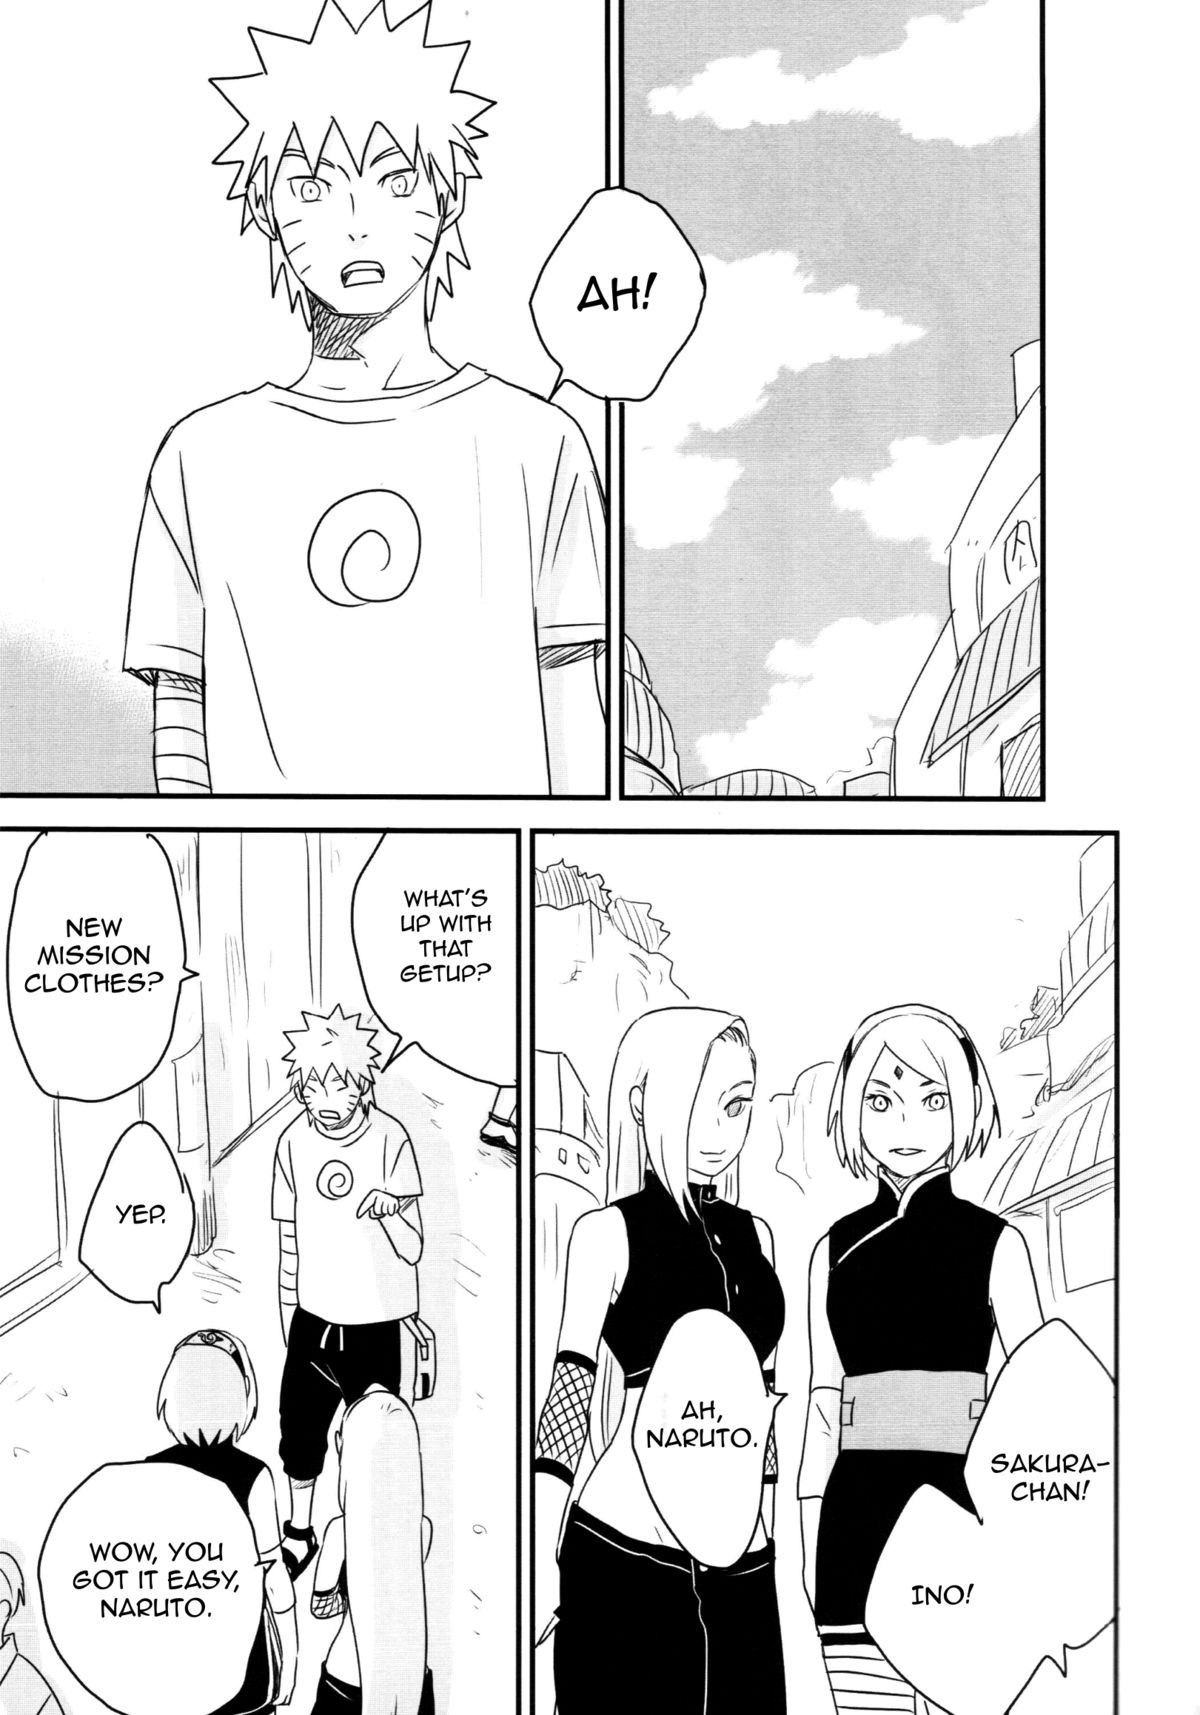 AH!
SAKURA-
CHAN!
INO!
AH,
NARUTO.
WHAT'S
UP WITH
THAT
GETUP?
NEW
MISSION
CLOTHES?
YEP.
WOW, YOU
GOT IT EASY,
NARUTO.